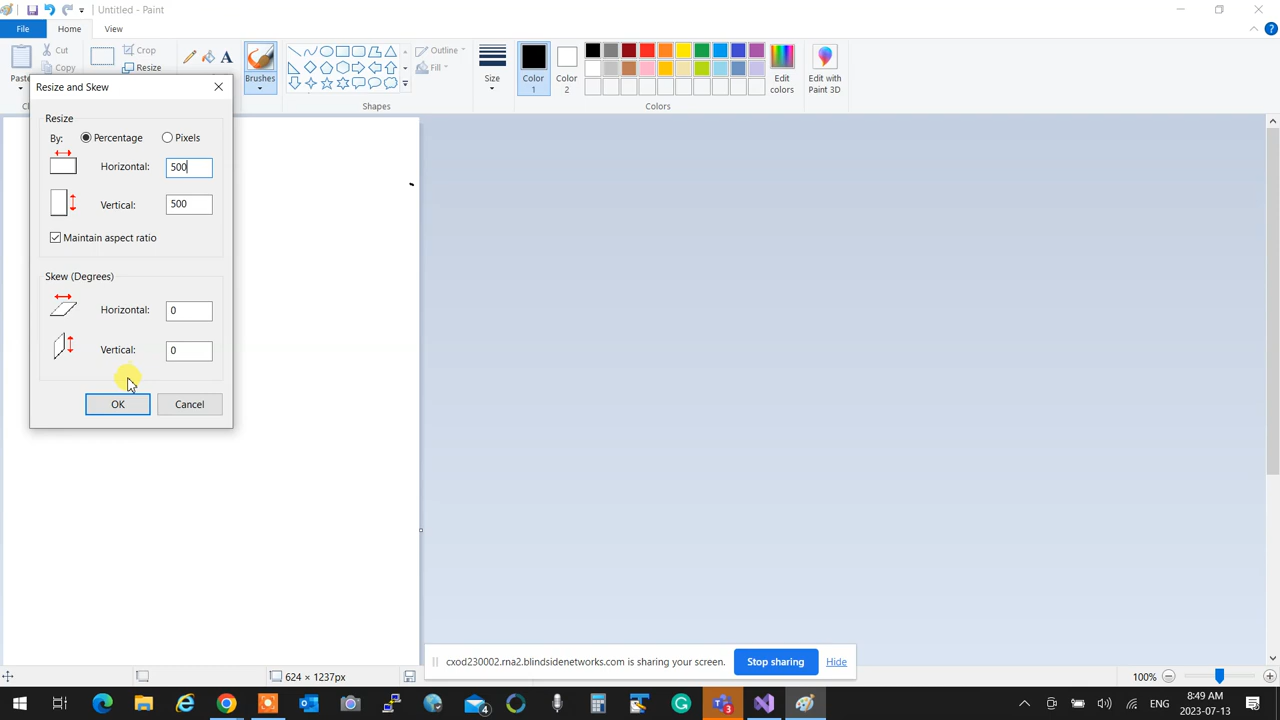 Untitled - Paint
File
Home
View
Paste
Cut
Copy
Crop
Resize
A
Brushes
Outline
Fill
Shapes
Size
Color 1
Color 2
Edit colors
Edit with Paint 3D
Colors
Resize and Skew
Resize
By:
Percentage
Pixels
Horizontal:
500
Vertical:
500
Maintain aspect ratio
Skew (Degrees)
Horizontal:
0
Vertical:
0
OK
Cancel
cxod230002.rna2.blindsidenetworks.com is sharing your screen.
Stop sharing
Hide
624 × 1237px
100%
4
3
ENG
8:49 AM
2023-07-13